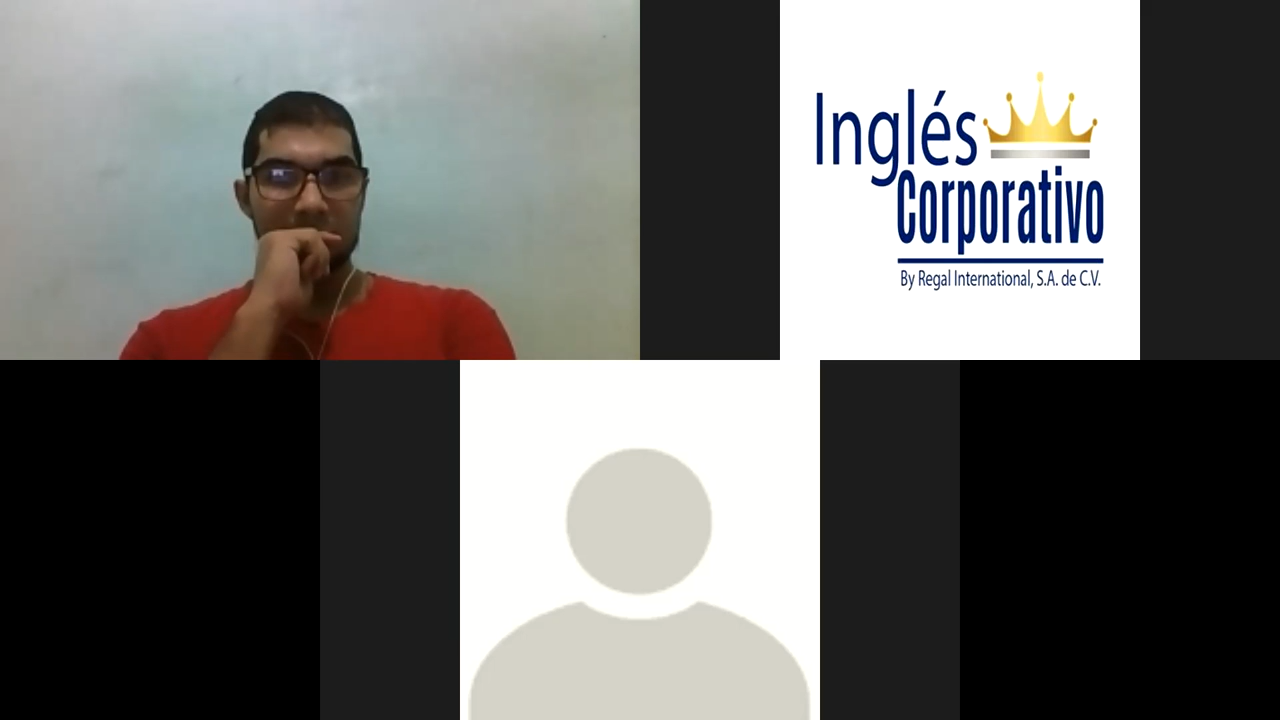 Inglés
Corporativo
By Regal International, S.A. de C.V.